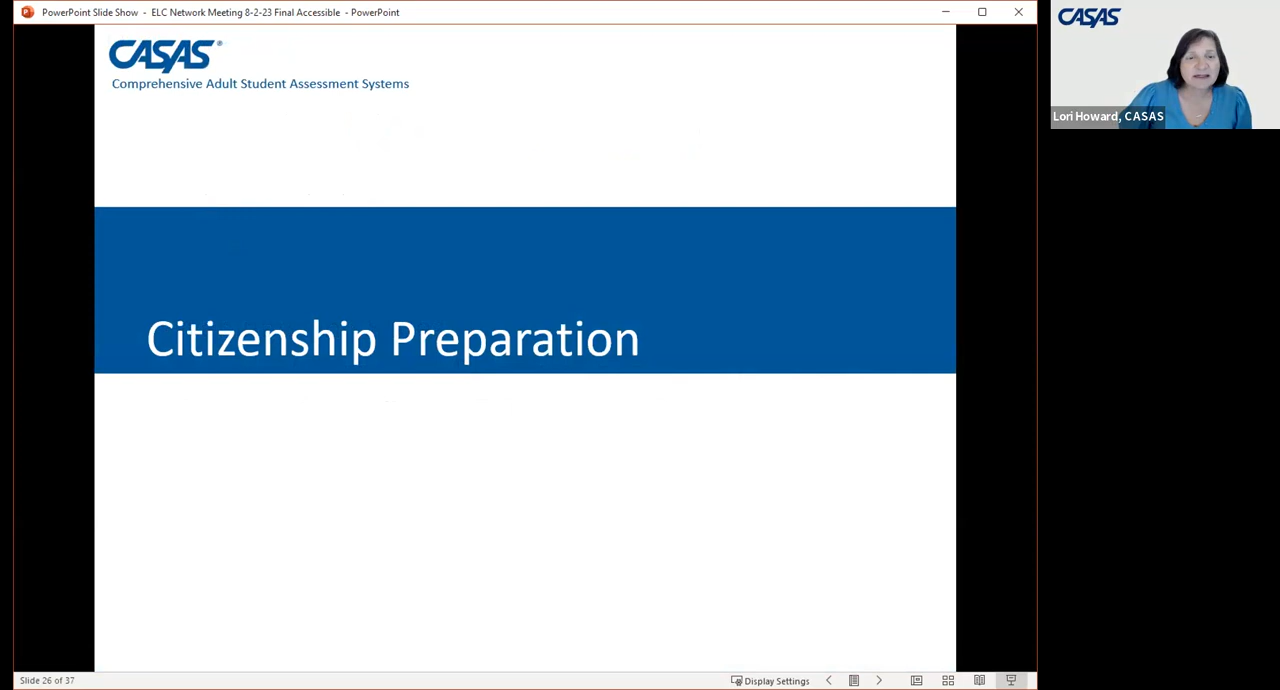 PowerPoint Slide Show - ELC Network Meeting 8-2-23 Final Accessible - PowerPoint
CASAS®
Comprehensive Adult Student Assessment Systems
Citizenship Preparation
Slide 26 of 37
Display Settings
CASAS
Lori Howard, CASAS